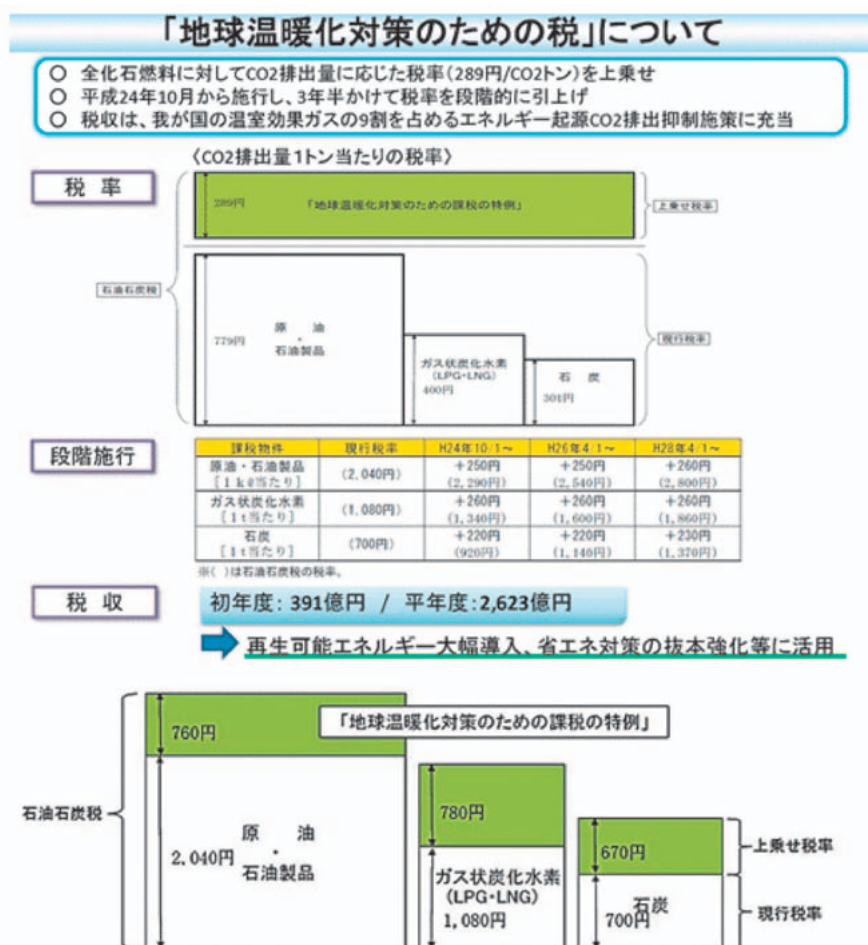 「地球温暖化対策のための税」について
○ 全化石燃料に対してCO2排出量に応じた税率(289円/CO2トン)を上乗せ
○ 平成24年10月から施行し、3年半かけて税率を段階的に引上げ
○ 税収は、我が国の温室効果ガスの9割を占めるエネルギー起源CO2排出抑制施策に充当
〈CO2排出量1トン当たりの税率〉
税 率
289円 「地球温暖化対策のための課税の特例」 上乗せ税率
石油石炭税
779円
原 油
・
石油製品
ガス状炭化水素
(LPG・LNG)
400円
石 炭
301円
現行税率
段階施行
課税物件 現行税率 H24年10/1~ H26年4/1~ H28年4/1~
原油・石油製品 [1kℓ当たり] (2,040円) +250円 (2,290円) +250円 (2,540円) +260円 (2,800円)
ガス状炭化水素 [1t当たり] (1,080円) +260円 (1,340円) +260円 (1,600円) +260円 (1,860円)
石炭 [1t当たり] (700円) +220円 (920円) +220円 (1,140円) +230円 (1,370円)
※( )は石油石炭税の税率。
税 収
初年度: 391億円 / 平年度:2,623億円
再生可能エネルギー大幅導入、省エネ対策の抜本強化等に活用
「地球温暖化対策のための課税の特例」
760円
780円
670円
上乗せ税率
石油石炭税
2,040円
原 油
・
石油製品
ガス状炭化水素
(LPG・LNG)
1,080円
石炭
700円
現行税率